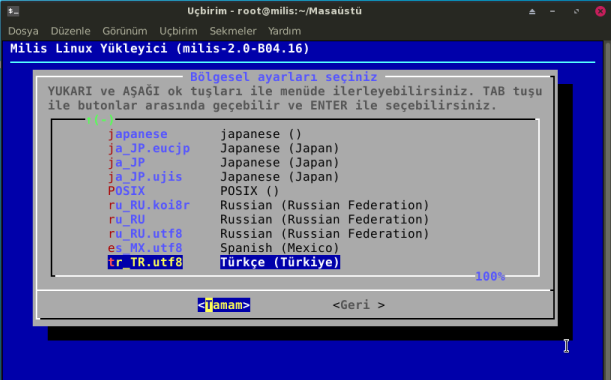 Uçbirim - root@milis:~/Masaüstü
Dosya Düzenle Görünüm Uçbirim Sekmeler Yardım
Milis Linux Yükleyici (milis-2.0-B04.16)
Bölgesel ayarları seçiniz
YUKARI ve AŞAĞI ok tuşları ile menüde ilerleyebilirsiniz. TAB tuşu
ile butonlar arasında geçebilir ve ENTER ile seçebilirsiniz.
↑(-)
japanese japanese ()
ja_JP.eucjp Japanese (Japan)
ja_JP Japanese (Japan)
ja_JP.ujis Japanese (Japan)
POSIX POSIX ()
ru_RU.koi8r Russian (Russian Federation)
ru_RU Russian (Russian Federation)
ru_RU.utf8 Russian (Russian Federation)
es_MX.utf8 Spanish (Mexico)
tr_TR.utf8 Türkçe (Türkiye)
100%
<Tamam> <Geri >